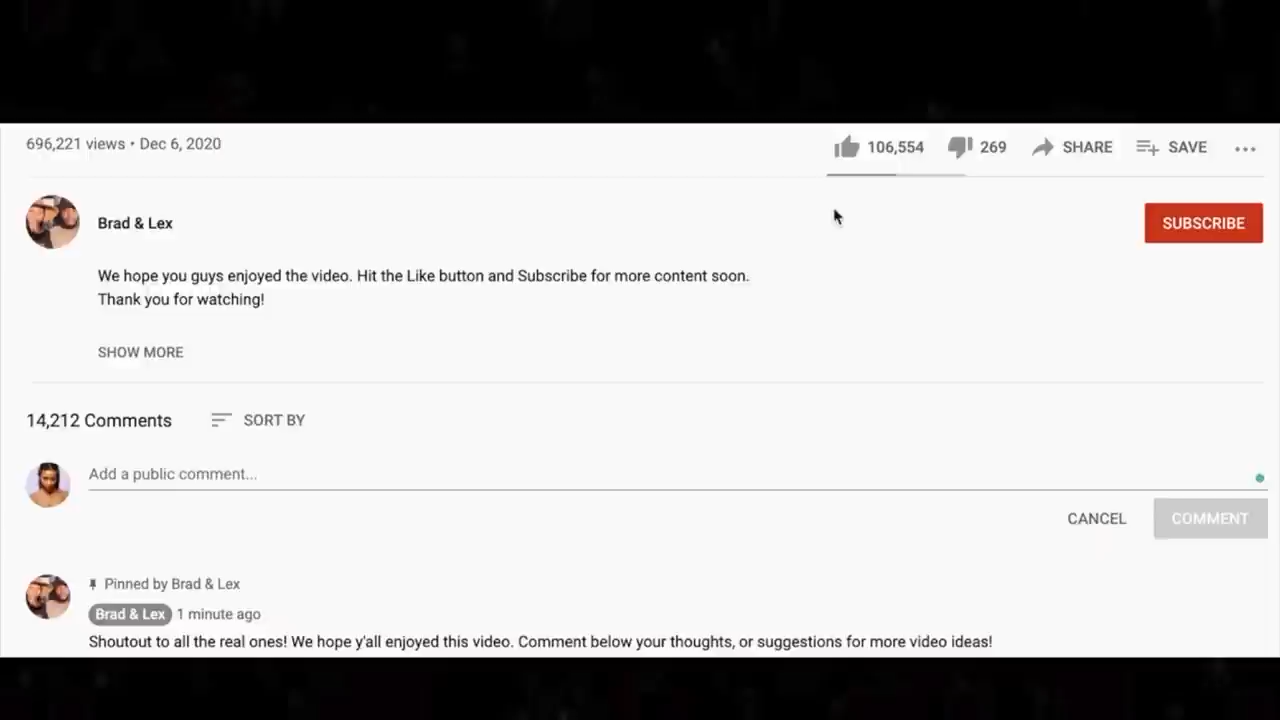 696,221 views • Dec 6, 2020
106,554
269
SHARE
SAVE
Brad & Lex
SUBSCRIBE
We hope you guys enjoyed the video. Hit the Like button and Subscribe for more content soon.
Thank you for watching!
SHOW MORE
14,212 Comments
SORT BY
Add a public comment...
CANCEL
COMMENT
Pinned by Brad & Lex
Brad & Lex 1 minute ago
Shoutout to all the real ones! We hope y'all enjoyed this video. Comment below your thoughts, or suggestions for more video ideas!